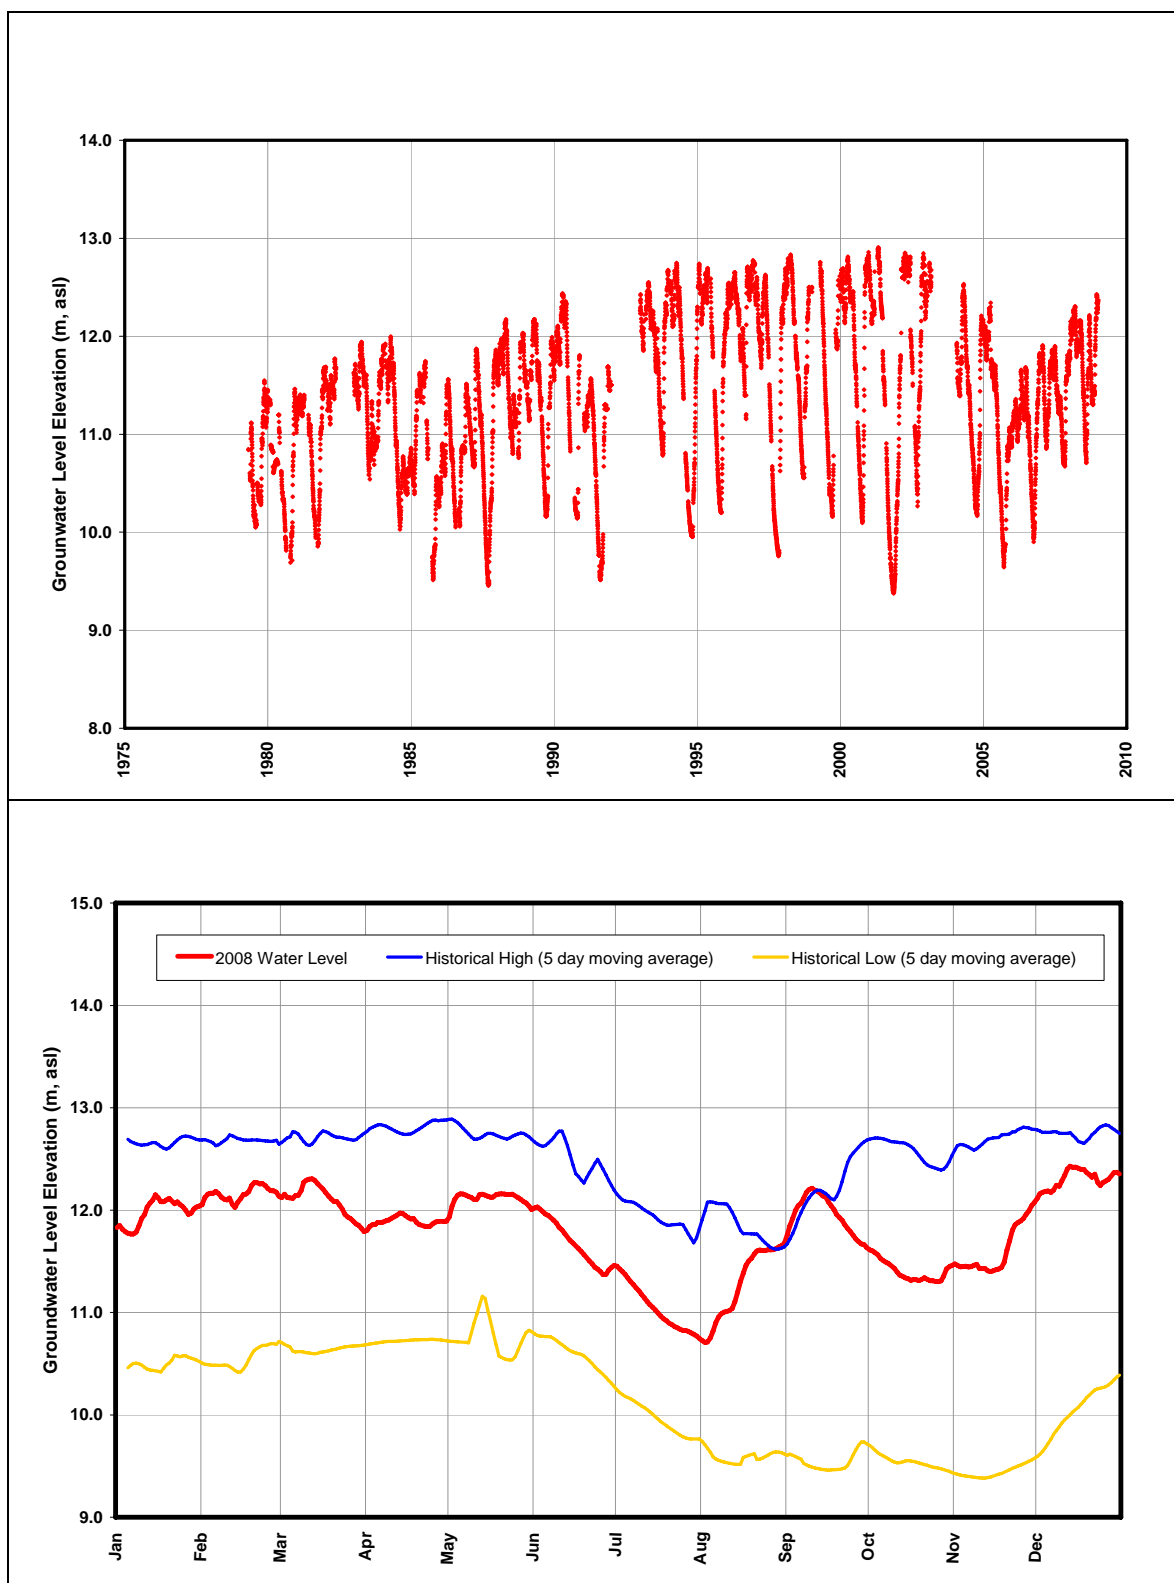 14.0
13.0
12.0
11.0
10.0
9.0
8.0
Grounwater Level Elevation (m, asl)
1975
1980
1985
1990
1995
2000
2005
2010
15.0
14.0
13.0
12.0
11.0
10.0
9.0
Groundwater Level Elevation (m, asl)
2008 Water Level
Historical High (5 day moving average)
Historical Low (5 day moving average)
Jan
Feb
Mar
Apr
May
Jun
Jul
Aug
Sep
Oct
Nov
Dec